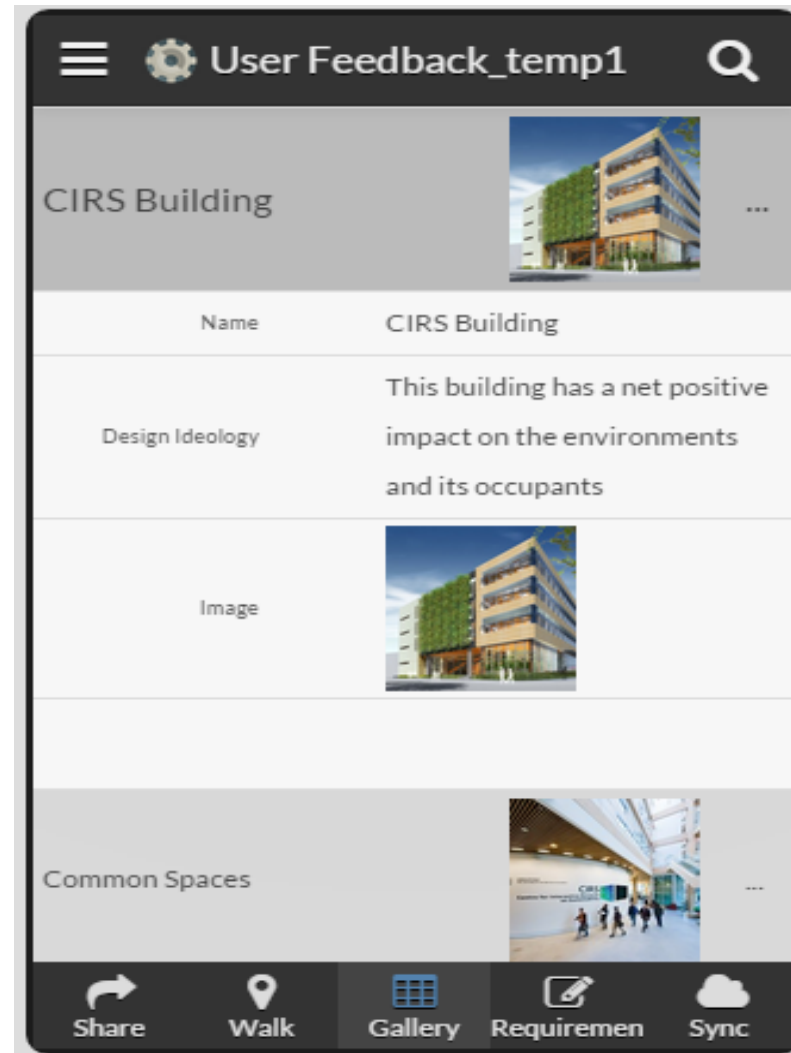 User Feedback_temp1
CIRS Building
...
Name
CIRS Building
Design Ideology
This building has a net positive
impact on the environments
and its occupants
Image
Common Spaces
CIRS
...
Share
Walk
Gallery
Requiremen
Sync